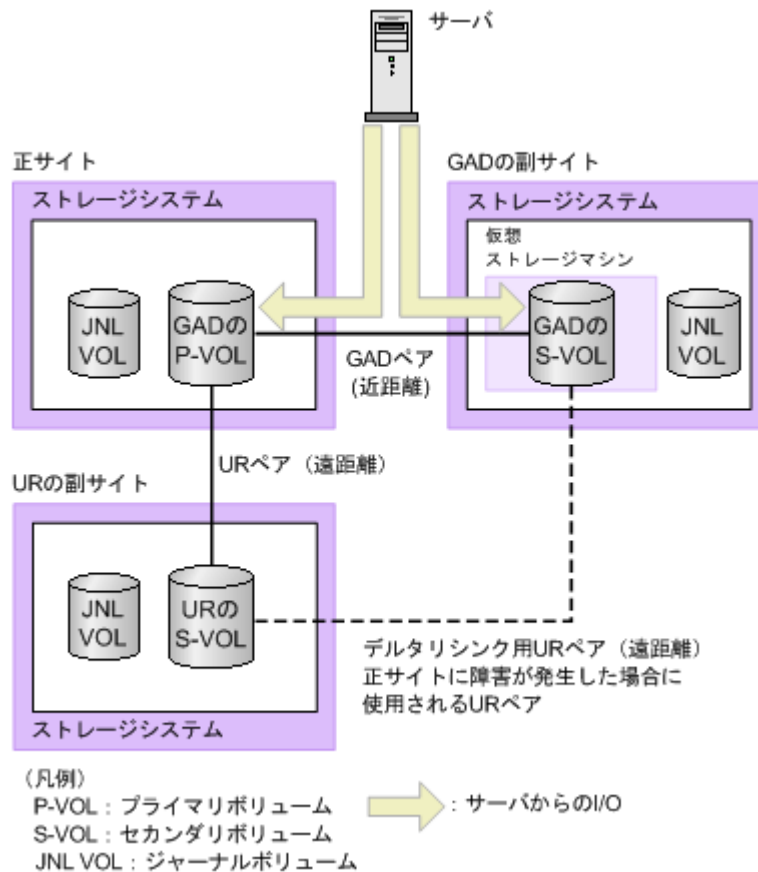 サーバ
正サイト
ストレージシステム
JNL
VOL
GADの
P-VOL
GADの副サイト
ストレージシステム
仮想
ストレージマシン
GADの
S-VOL
JNL
VOL
GADペア
(近距離)
URペア（遠距離）
URの副サイト
JNL
VOL
URの
S-VOL
ストレージシステム
デルタリシンク用URペア（遠距離）
正サイトに障害が発生した場合に
使用されるURペア
（凡例）
P-VOL：プライマリボリューム
：サーバからのI/O
S-VOL：セカンダリボリューム
JNL VOL：ジャーナルボリューム